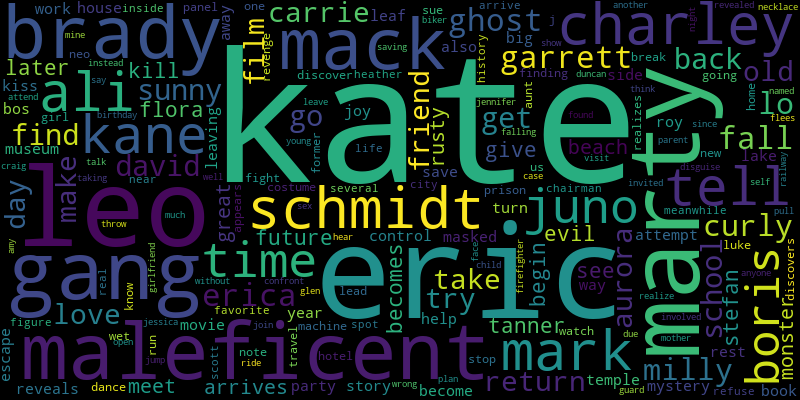 work
house
inside
panel
away
one
film
carrie
leaf
sue
arrive
another
revealed
necklace
brady
mine
neo
instead
revenge
mack
biker
saving
ghost
j
big
show
charley
night
later
kill
kiss
sunny
discover
heather
also
history
garrett
finding
duncan
side
back
break
going
old
ali
flora
bos
say
attend
girl
birthday
kate
go
joy
friend
rusty
get
jennifer
aunt
falling
found
realizes
think
home
named
flees
lo
find
museum
kane
leaving
leave
young
former
life
give
us
beach
roy
since
fall
craig
talk
taking
david
near
well
fight
save
case
visit
parent
new
lake
day
make
leo
great
appears
costume
several
city
prison
chairman
marty
invited
disguise
self
railway
tell
much
throw
sex
schmidt
turn
juno
meanwhile
pull
amy
gang
time
future
hear
control
masked
evil
aurora
attempt
curly
luke
anyone
real
girlfriend
without
confront
becomes
eric
face
begin
firefighter
see
way
school
stefan
discovers
monster
know
erica
child
take
love
favorite
glen
lead
try
boris
figure
wet
jessica
movie
year
machine
spot
help
tanner
watch
due
realize
involved
escape
maleficent
open
run
jump
scott
note
join
ride
travel
hotel
stop
mark
milly
mother
rest
reveals
dance
meet
arrives
party
story
wrong
plan
become
return
temple
guard
mystery
refuse
book